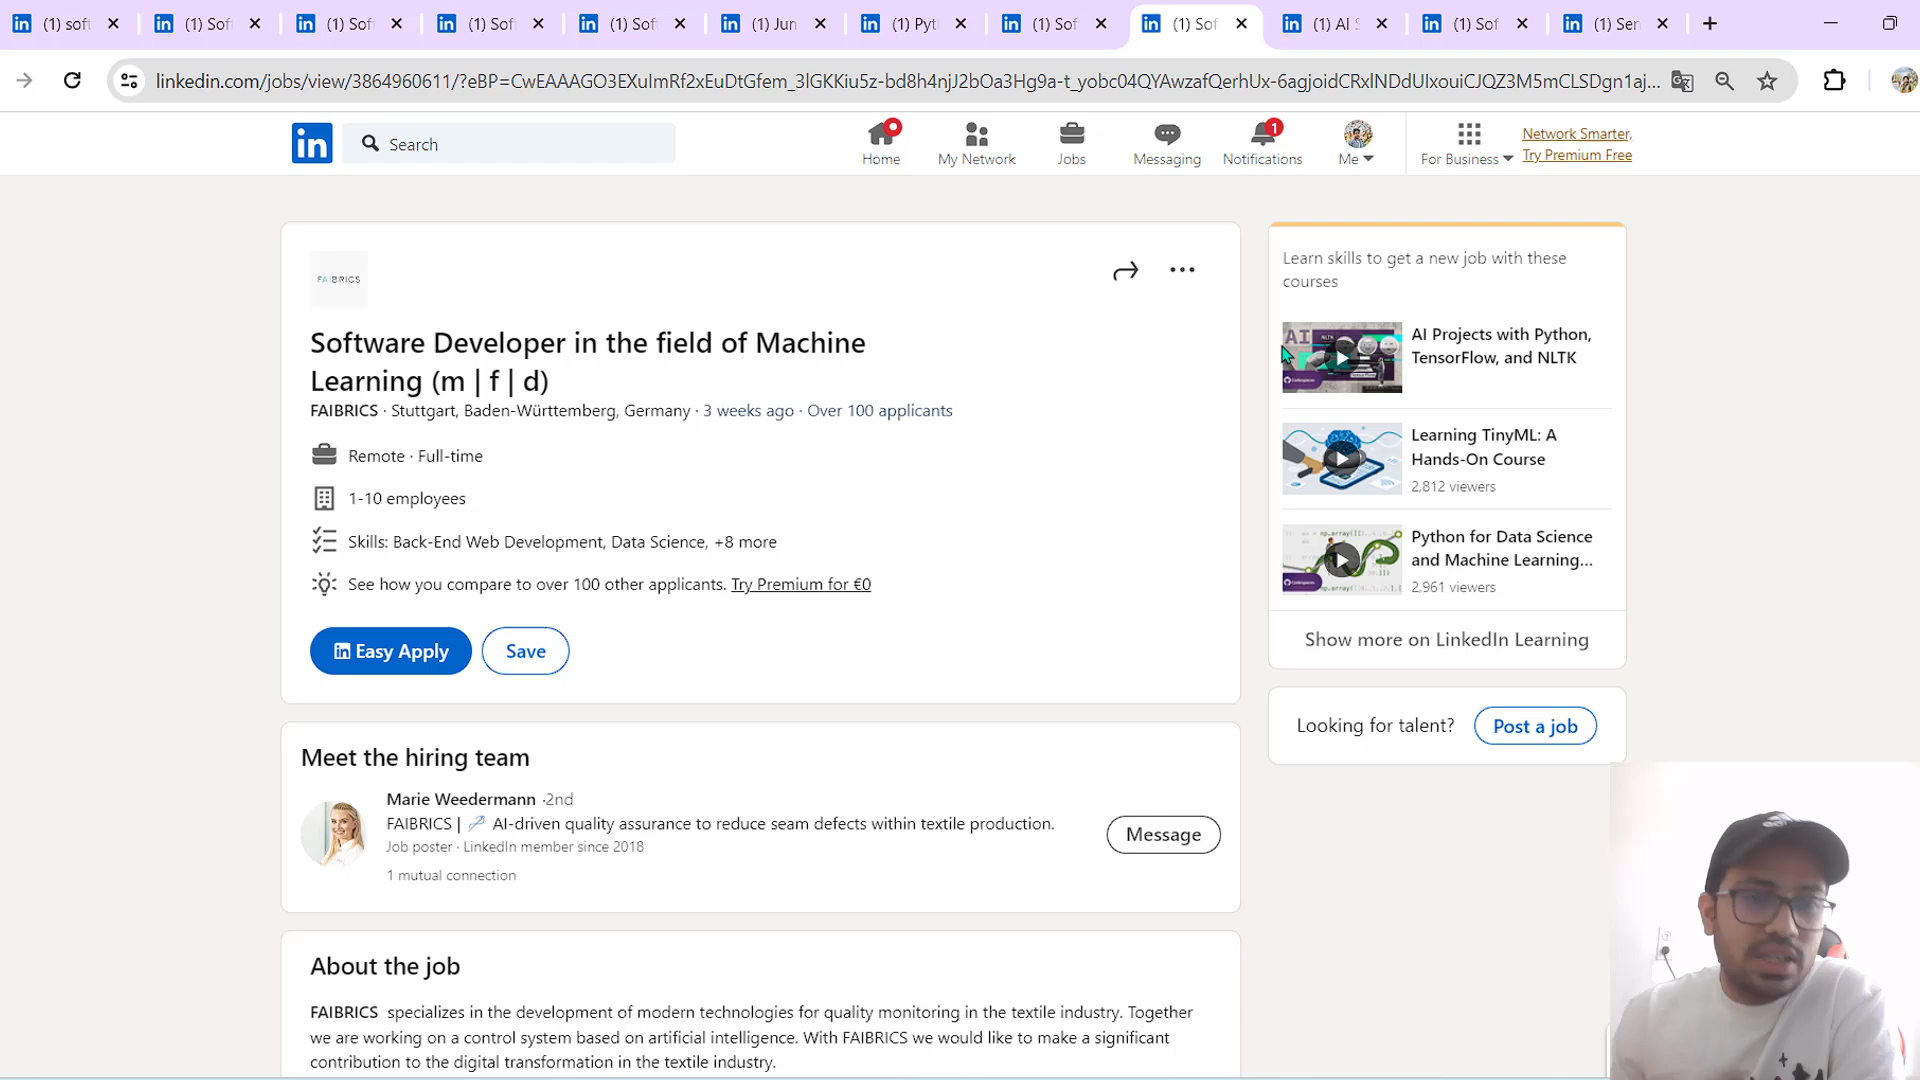 (1) soft
(1) Sof
(1) Sof
(1) Sof
(1) Sof
(1) Jun
(1) Pyt
(1) Sof
(1) Sof
(1) AI S
(1) Sof
(1) Sen
linkedin.com/jobs/view/3864960611/?eBP=CwEAAAGO3EXuImRf2xEuDtGfem_3lGKKiu5z-bd8h4njJ2bOa3Hg9a-t_yobc04QYAwzafQerhUx-6agjoidCRxlNDdUIxouiCJQZ3M5mCLSDgn1aj...
in
Search
Home
My Network
Jobs
Messaging
1
Notifications
Me
For Business
Network Smarter,
Try Premium Free
FAIBRICS
Software Developer in the field of Machine
Learning (m | f | d)
FAIBRICS · Stuttgart, Baden-Württemberg, Germany · 3 weeks ago · Over 100 applicants
Remote · Full-time
1-10 employees
Skills: Back-End Web Development, Data Science, +8 more
See how you compare to over 100 other applicants. Try Premium for €0
in Easy Apply
Save
Meet the hiring team
Marie Weedermann ·2nd
FAIBRICS | AI-driven quality assurance to reduce seam defects within textile production.
Job poster · LinkedIn member since 2018
1 mutual connection
Message
About the job
FAIBRICS specializes in the development of modern technologies for quality monitoring in the textile industry. Together
we are working on a control system based on artificial intelligence. With FAIBRICS we would like to make a significant
contribution to the digital transformation in the textile industry.
Learn skills to get a new job with these
courses
AI
NLTK
AI Projects with Python,
TensorFlow, and NLTK
Learning TinyML: A
Hands-On Course
2,812 viewers
Python for Data Science
and Machine Learning...
2,961 viewers
Show more on LinkedIn Learning
Looking for talent?
Post a job